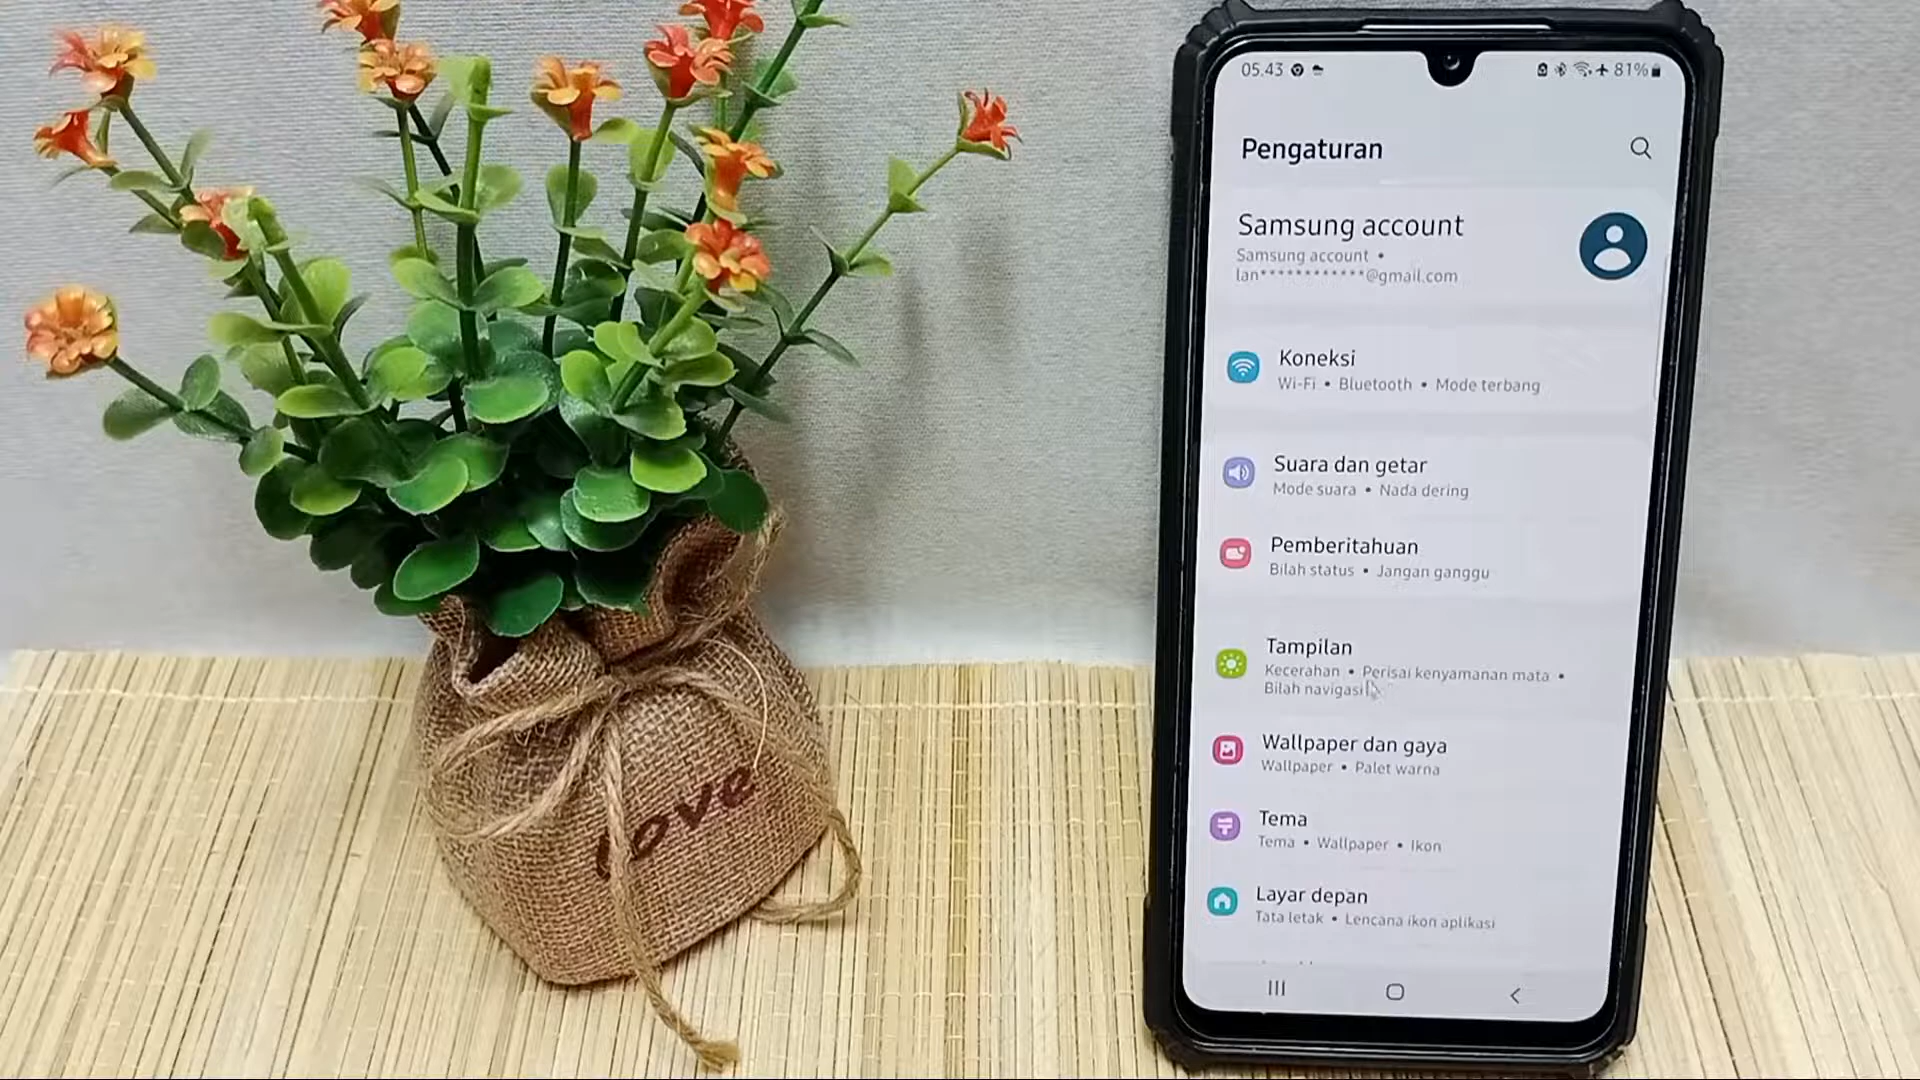 05.43
81%
Pengaturan
Samsung account
Samsung account •
lan************@gmail.com
Koneksi
Wi-Fi • Bluetooth • Mode terbang
Suara dan getar
Mode suara • Nada dering
Pemberitahuan
Bilah status • Jangan ganggu
Tampilan
Kecerahan • Perisai kenyamanan mata •
Bilah navigasi
Wallpaper dan gaya
Wallpaper • Palet warna
Tema
Tema • Wallpaper • Ikon
Layar depan
Tata letak • Lencana ikon aplikasi
love